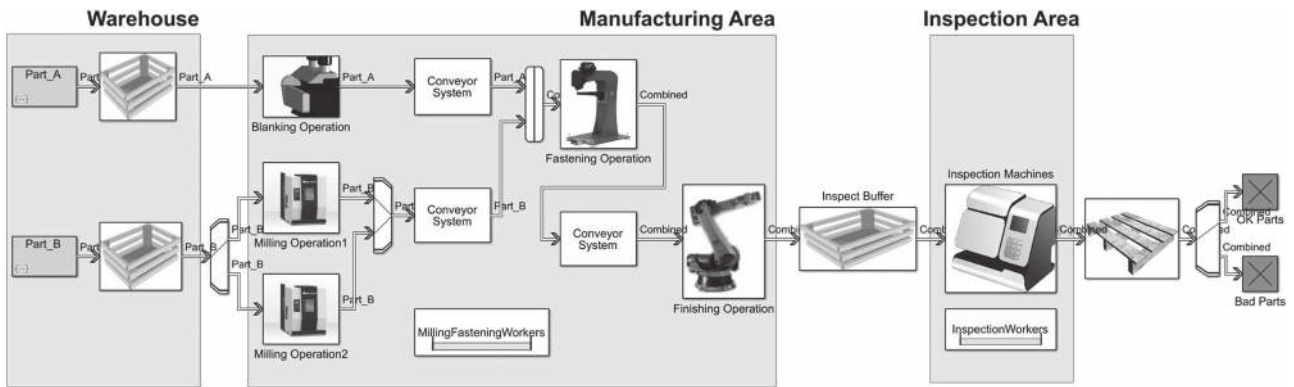 Warehouse
Manufacturing Area
Inspection Area
Part_A
Part_A
Part_A
Conveyor
System
Part_A
Combined
Blanking Operation
Fastening Operation
Part_B
Part_B
Part_B
Milling Operation1
Part_B
Part_B
Conveyor
System
Part_B
Part_B
Milling Operation2
Conveyor
System
Combined
Finishing Operation
MillingFasteningWorkers
Inspect Buffer
Combined
Inspection Machines
Combined
InspectionWorkers
Combined
OK Parts
Combined
Bad Parts